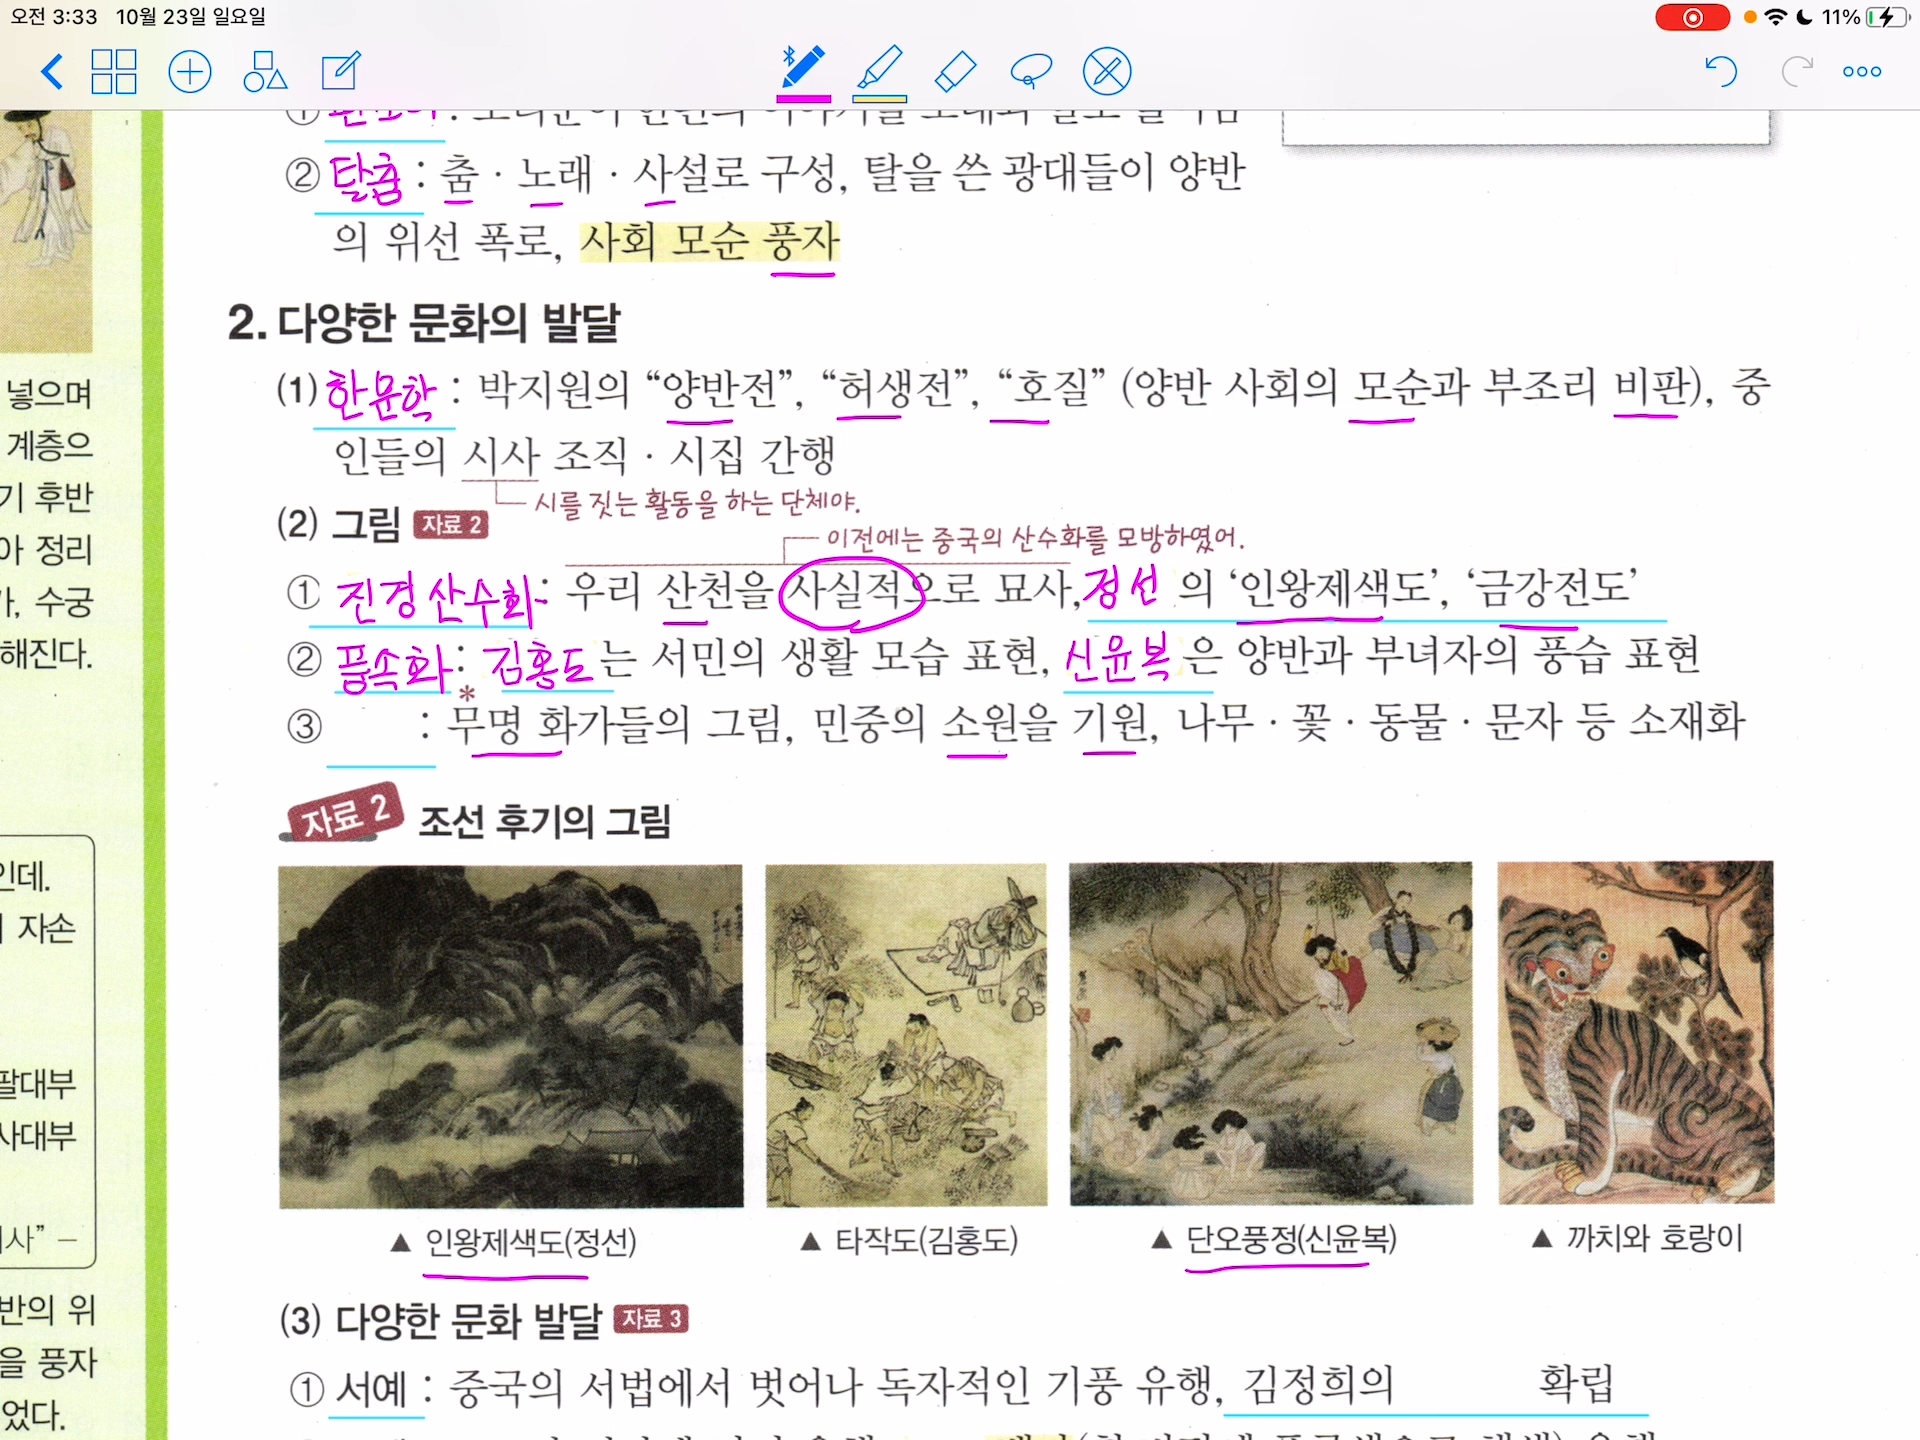 오전 3:33 10월 23일 일요일 11%
② 탈춤 : 춤 · 노래 · 사설로 구성, 탈을 쓴 광대들이 양반
의 위선 폭로, 사회 모순 풍자
2. 다양한 문화의 발달
(1) 한문학 : 박지원의 “양반전”, “허생전”, “호질” (양반 사회의 모순과 부조리 비판), 중
인들의 시사 조직 · 시집 간행
시를 짓는 활동을 하는 단체야.
(2) 그림 자료 2
이전에는 중국의 산수화를 모방하였어.
① 진경산수화 : 우리 산천을 사실적으로 묘사, 정선의 ‘인왕제색도’, ‘금강전도’
② 풍속화 : 김홍도는 서민의 생활 모습 표현, 신윤복은 양반과 부녀자의 풍습 표현
③ : *무명 화가들의 그림, 민중의 소원을 기원, 나무 · 꽃 · 동물 · 문자 등 소재화
자료 2 조선 후기의 그림
▲ 인왕제색도(정선) ▲ 타작도(김홍도) ▲ 단오풍정(신윤복) ▲ 까치와 호랑이
(3) 다양한 문화 발달 자료 3
① 서예 : 중국의 서법에서 벗어나 독자적인 기풍 유행, 김정희의 확립
넣으며
계층으
기 후반
아 정리
가, 수궁
해진다.
인데.
자손
팔대부
사대부
사” –
반의 위
을 풍자
었다.